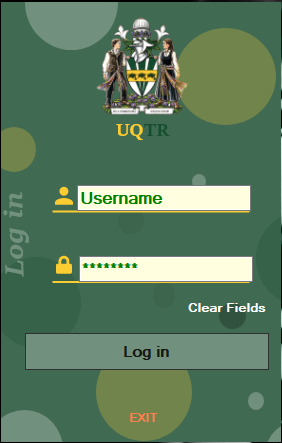 UQTR
Log in
Username
********
Clear Fields
Log in
EXIT